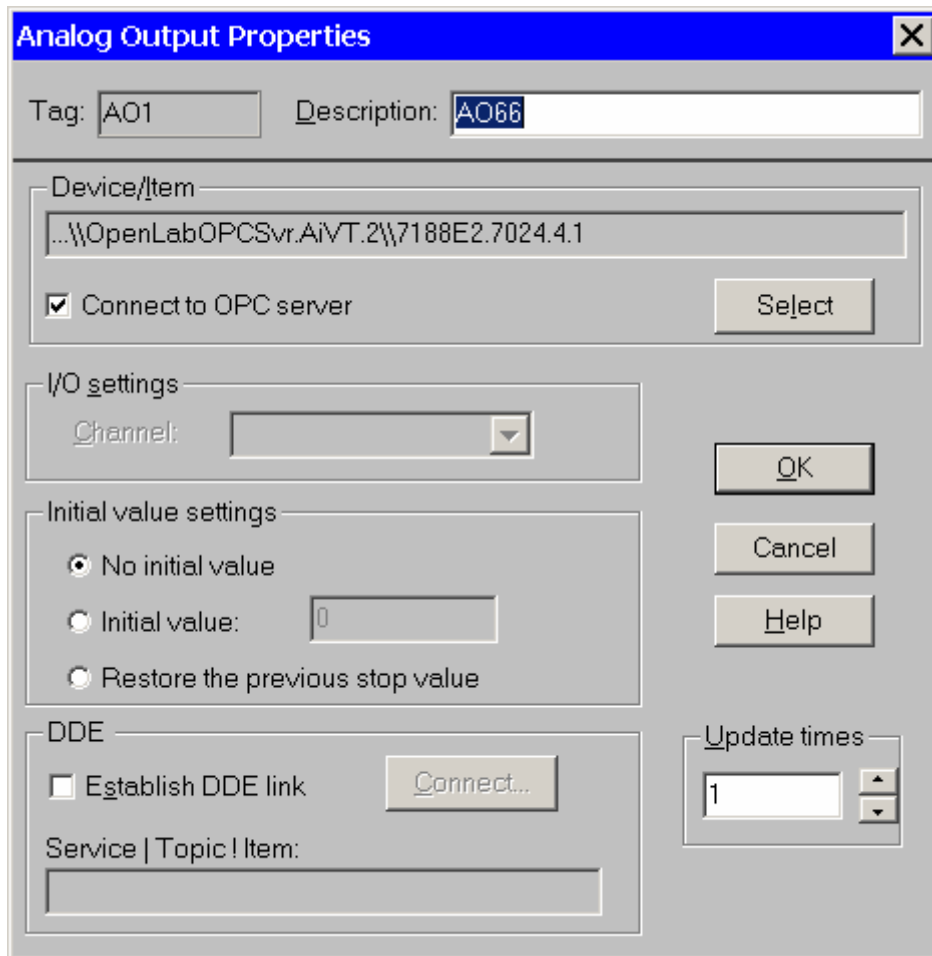 Analog Output Properties
Tag: AO1 Description: AO66
Device/Item
...\\OpenLabOPCSvr.AiVT.2\\7188E2.7024.4.1
Connect to OPC server Select
I/O settings
Channel:
OK
Initial value settings
No initial value
Cancel
Initial value: 0
Help
Restore the previous stop value
DDE
Update times
Establish DDE link Connect...
1
Service | Topic ! Item: